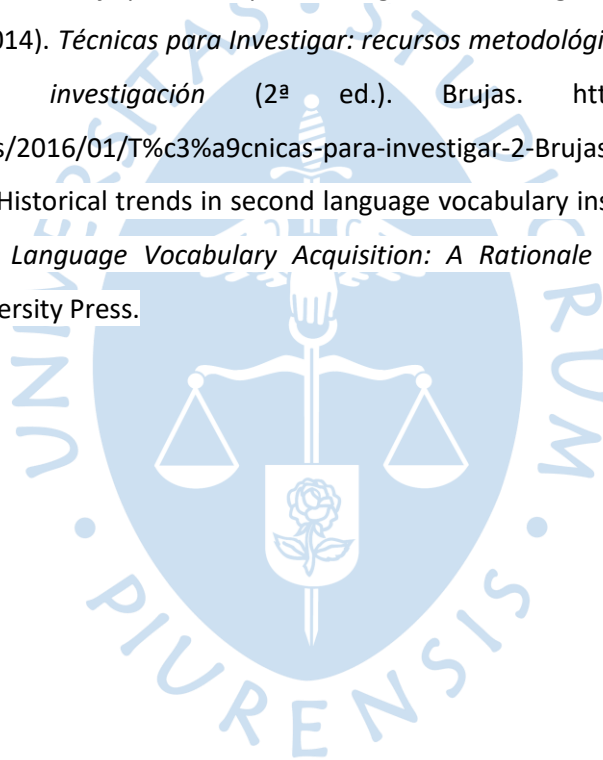 014). Técnicas para Investigar: recursos metodológi
investigación (2ª ed.). Brujas. htt
s/2016/01/T%c3%a9cnicas-para-investigar-2-Brujas
Historical trends in second language vocabulary ins
Language Vocabulary Acquisition: A Rationale
ersity Press.
UNIVERSITAS • STUDIORUM • PIURENSIS